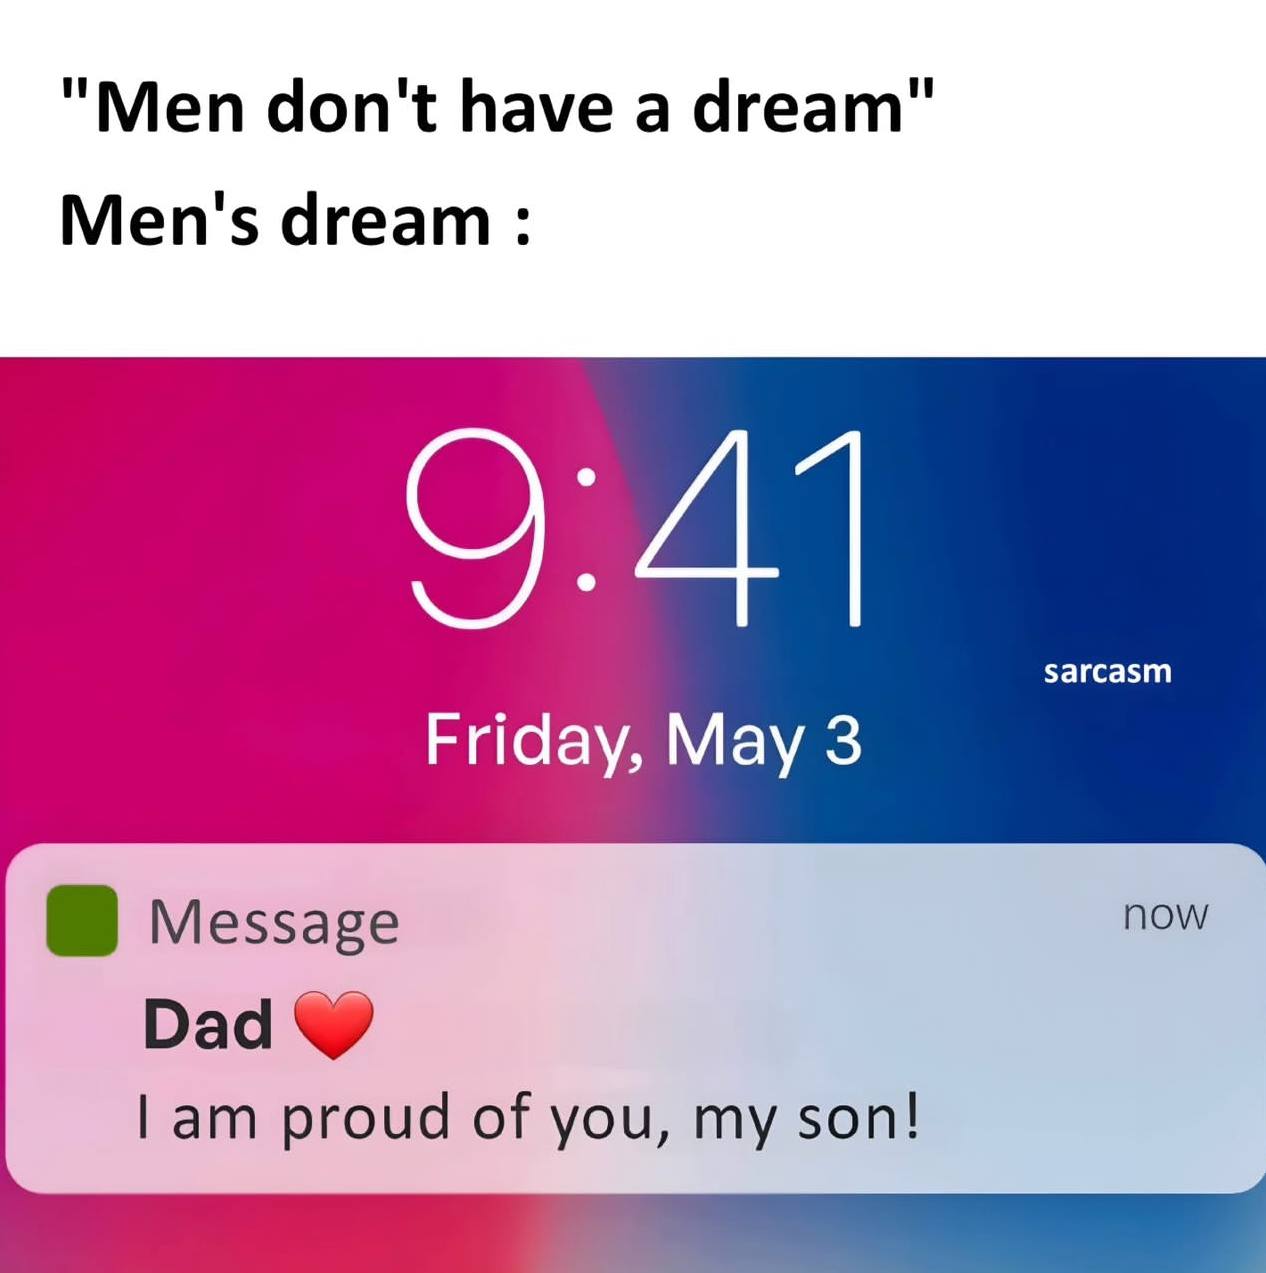 "Men don't have a dream"
Men's dream :
9:41
sarcasm
Friday, May 3
Message now
Dad ❤️
I am proud of you, my son!